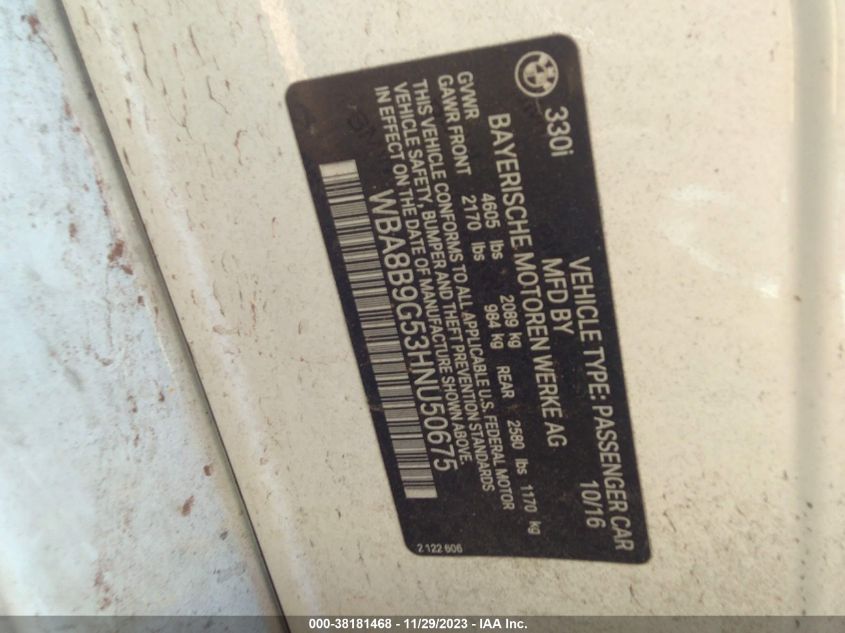 330i
VEHICLE TYPE: PASSENGER CAR
MFD BY 10/16
BAYERISCHE MOTOREN WERKE AG
GVWR 4605 lbs 2089 kg
GAWR FRONT 2170 lbs 984 kg REAR 2580 lbs 1170 kg
THIS VEHICLE CONFORMS TO ALL APPLICABLE U.S. FEDERAL MOTOR
VEHICLE SAFETY, BUMPER AND THEFT PREVENTION STANDARDS
IN EFFECT ON THE DATE OF MANUFACTURE SHOWN ABOVE.
WBA8B9G53HNU50675
2 122 606
000-38181468 - 11/29/2023 - IAA Inc.